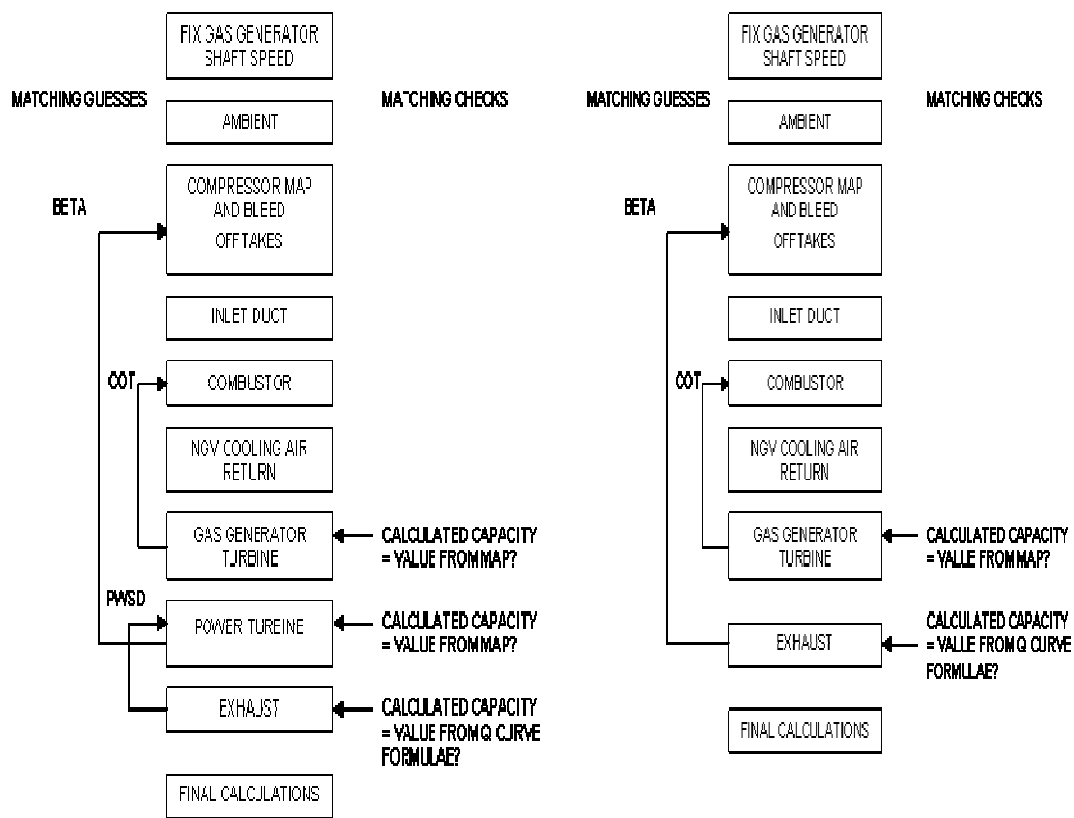 FIX GAS GENERATOR
SHAFT SPEED
MATCHING GUESSES
MATCHING CHECKS
AMBIENT
COMPRESSOR MAP
AND BLEED
OFFTAKES
BETA
INLET DUCT
COT
COMBUSTOR
NGV COOLING AIR
RETURN
GAS GENERATOR
TURBINE
CALCULATED CAPACITY
= VALUE FROM MAP?
PWSD
POWER TURBINE
CALCULATED CAPACITY
= VALUE FROM MAP?
EXHAUST
CALCULATED CAPACITY
= VALUE FROM Q CURVE
FORMULAE?
FINAL CALCULATIONS
FIX GAS GENERATOR
SHAFT SPEED
MATCHING GUESSES
MATCHING CHECKS
AMBIENT
COMPRESSOR MAP
AND BLEED
OFFTAKES
BETA
INLET DUCT
COT
COMBUSTOR
NGV COOLING AIR
RETURN
GAS GENERATOR
TURBINE
CALCULATED CAPACITY
= VALUE FROM MAP?
EXHAUST
CALCULATED CAPACITY
= VALUE FROM Q CURVE
FORMULAE?
FINAL CALCULATIONS